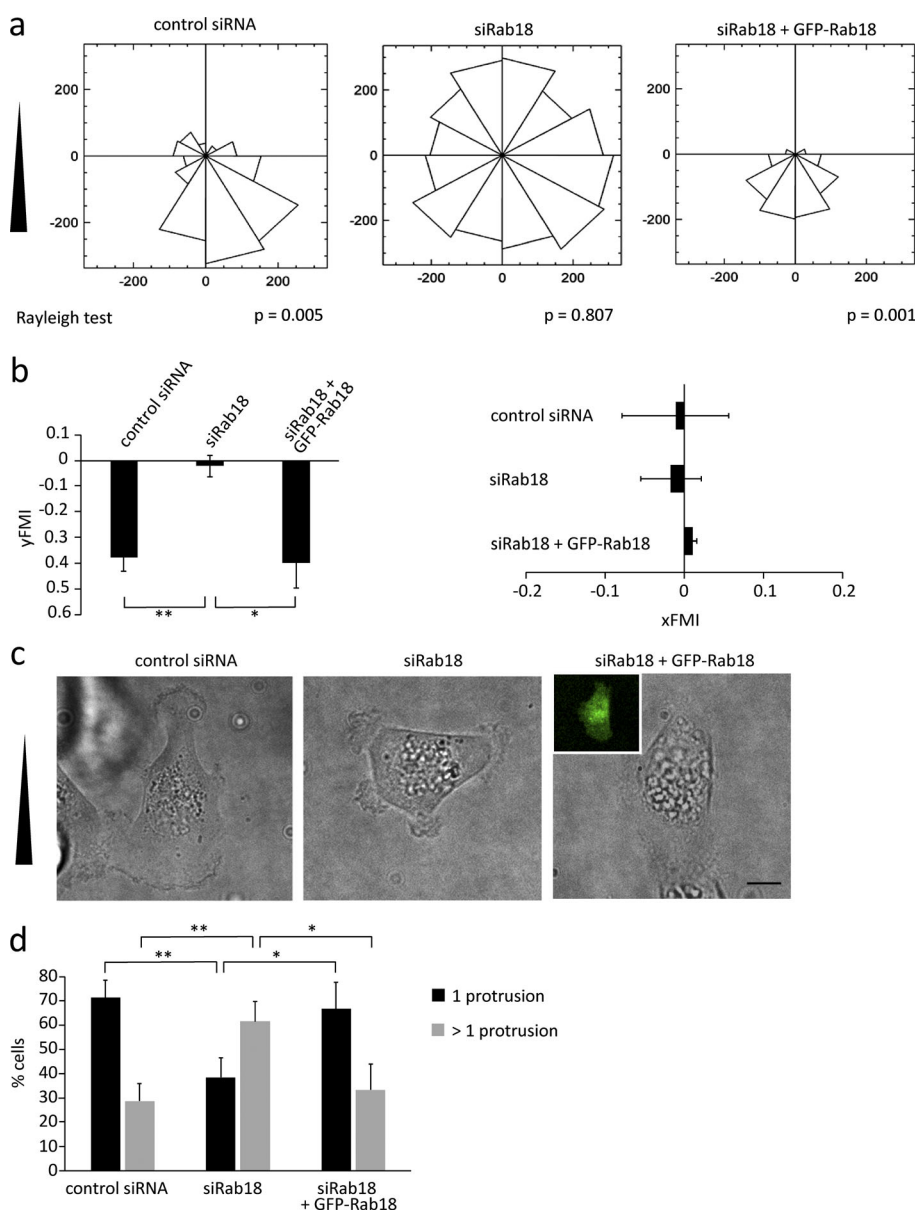 a
control siRNA
siRab18
siRab18 + GFP-Rab18
200
0
-200
-200
0
200
200
0
-200
-200
0
200
200
0
-200
-200
0
200
Rayleigh test
p = 0.005
p = 0.807
p = 0.001
b
control siRNA
siRab18
siRab18 +
GFP-Rab18
0.1
0
-0.1
-0.2
0.3
0.4
0.5
0.6
yFMI
**
*
control siRNA
siRab18
siRab18 + GFP-Rab18
-0.2
-0.1
0
0.1
0.2
xFMI
c
control siRNA
siRab18
siRab18 + GFP-Rab18
d
**
*
**
*
80
70
60
50
40
30
20
10
0
% cells
control siRNA
siRab18
siRab18
+ GFP-Rab18
1 protrusion
> 1 protrusion